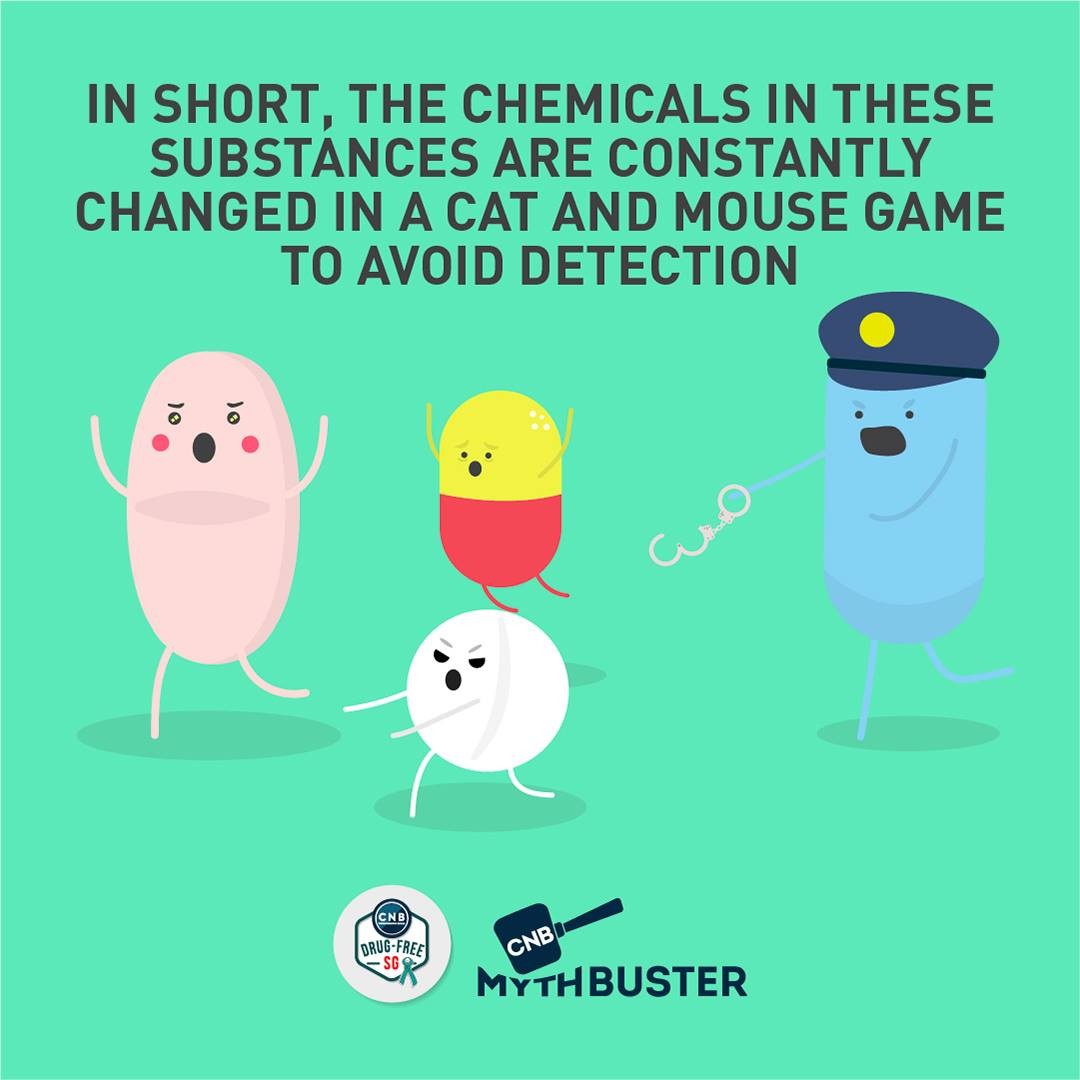 IN SHORT, THE CHEMICALS IN THESE
SUBSTANCES ARE CONSTANTLY
CHANGED IN A CAT AND MOUSE GAME
TO AVOID DETECTION
CNB
DRUG-FREE
SG
CNB
MYTHBUSTER